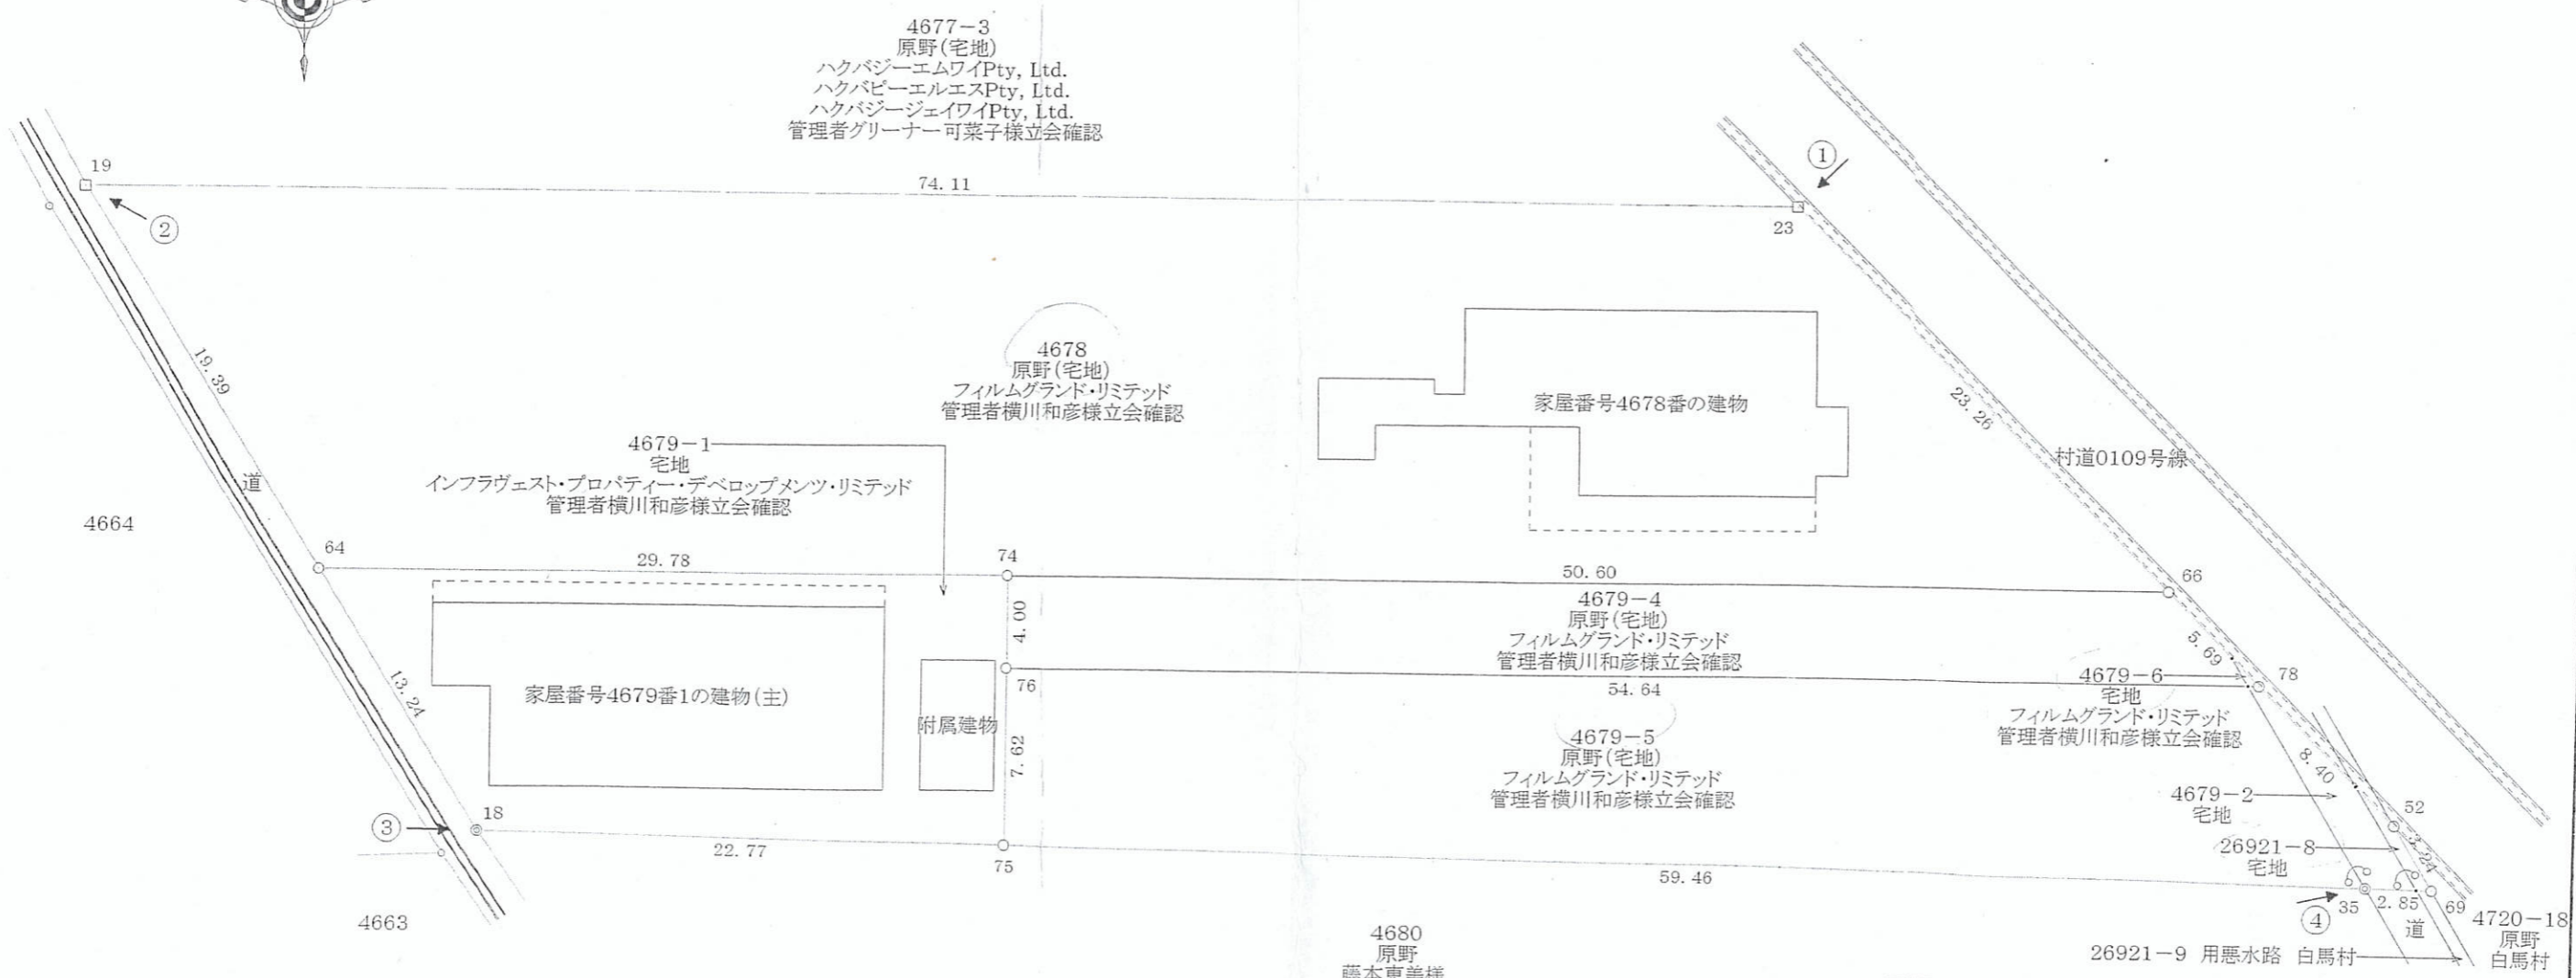 4677-3
原野(宅地)
ハクバジーエムワイPty, Ltd.
ハクバピーエルエスPty, Ltd.
ハクバジージェイワイPty, Ltd.
管理者グリーナー可菜子様立会確認
19
74.11
①
②
23
19.39
4678
原野(宅地)
フィルムグランド・リミテッド
管理者横川和彦様立会確認
家屋番号4678番の建物
23.26
村道0109号線
4679-1
宅地
インフラヴェスト・プロパティー・デベロップメンツ・リミテッド
管理者横川和彦様立会確認
道
4664
64
29.78
74
50.60
66
4.00
4679-4
原野(宅地)
フィルムグランド・リミテッド
管理者横川和彦様立会確認
5.69
13.24
家屋番号4679番1の建物(主)
附属建物
76
54.64
78
4679-6
宅地
フィルムグランド・リミテッド
管理者横川和彦様立会確認
7.62
4679-5
原野(宅地)
フィルムグランド・リミテッド
管理者横川和彦様立会確認
8.40
4679-2
宅地
52
③
18
22.77
75
59.46
26921-8
宅地
3.24
④
35
2.85
69
道
4720-18
原野
白馬村
4663
4680
原野
藤本恵美様
26921-9 用悪水路 白馬村